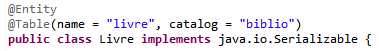 @Entity
@Table(name = "livre", catalog = "biblio")
public class Livre implements java.io.Serializable {